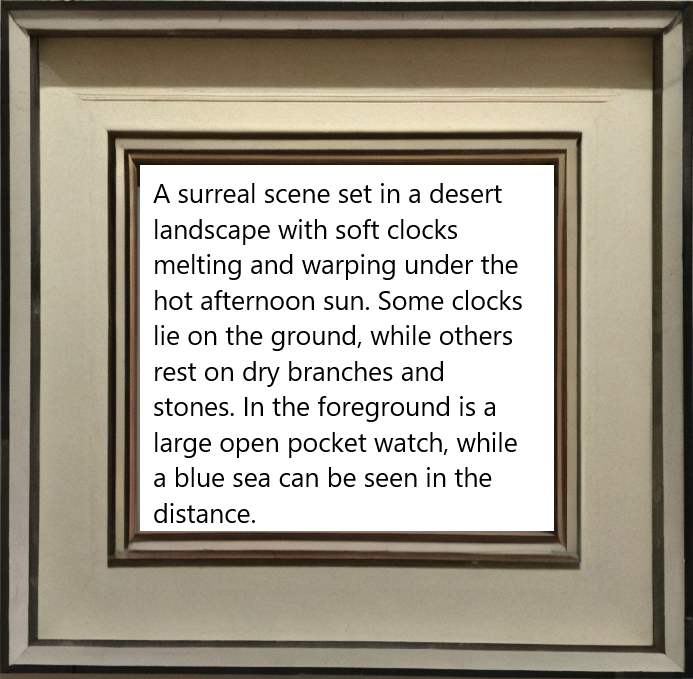 A surreal scene set in a desert
landscape with soft clocks
melting and warping under the
hot afternoon sun. Some clocks
lie on the ground, while others
rest on dry branches and
stones. In the foreground is a
large open pocket watch, while
a blue sea can be seen in the
distance.